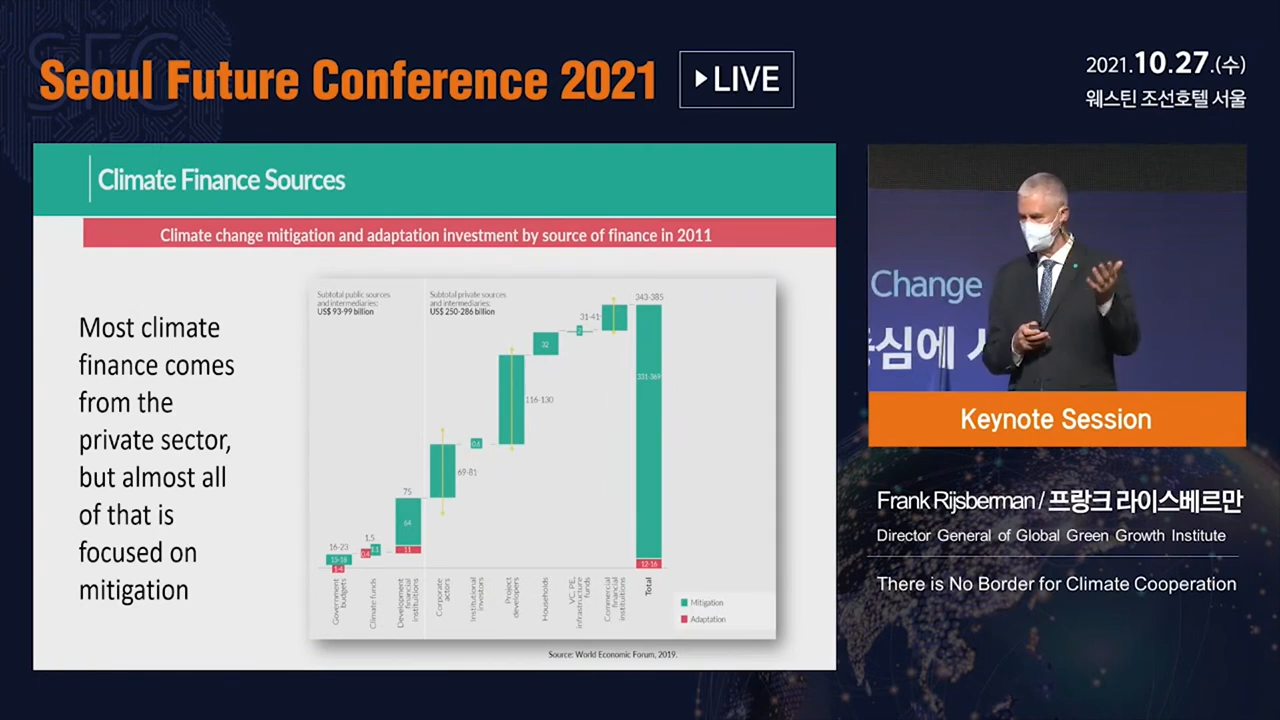 Seoul Future Conference 2021
LIVE
2021.10.27.(수)
웨스틴 조선호텔 서울
Climate Finance Sources
Climate change mitigation and adaptation investment by source of finance in 2011
Most climate
finance comes
from the
private sector,
but almost all
of that is
focused on
mitigation
Subtotal public sources
and intermediaries:
US$ 93-99 billion
Subtotal private sources
and intermediaries:
US$ 250-286 billion
16-23
1.5
75
64
11
69-81
0.6
116-130
32
31-41
343-385
331-369
12-16
Government
budgets
Climate funds
Development
financial
instituitions
Corporate
actors
Institutional
investors
Project
developers
Households
VC, PE,
infrastructure
funds
Commercial
financial
instituitions
Total
Mitigation
Adaptation
Source: World Economic Forum, 2019.
Change
심에
Keynote Session
Frank Rijsberman / 프랑크 라이스베르만
Director General of Global Green Growth Institute
There is No Border for Climate Cooperation